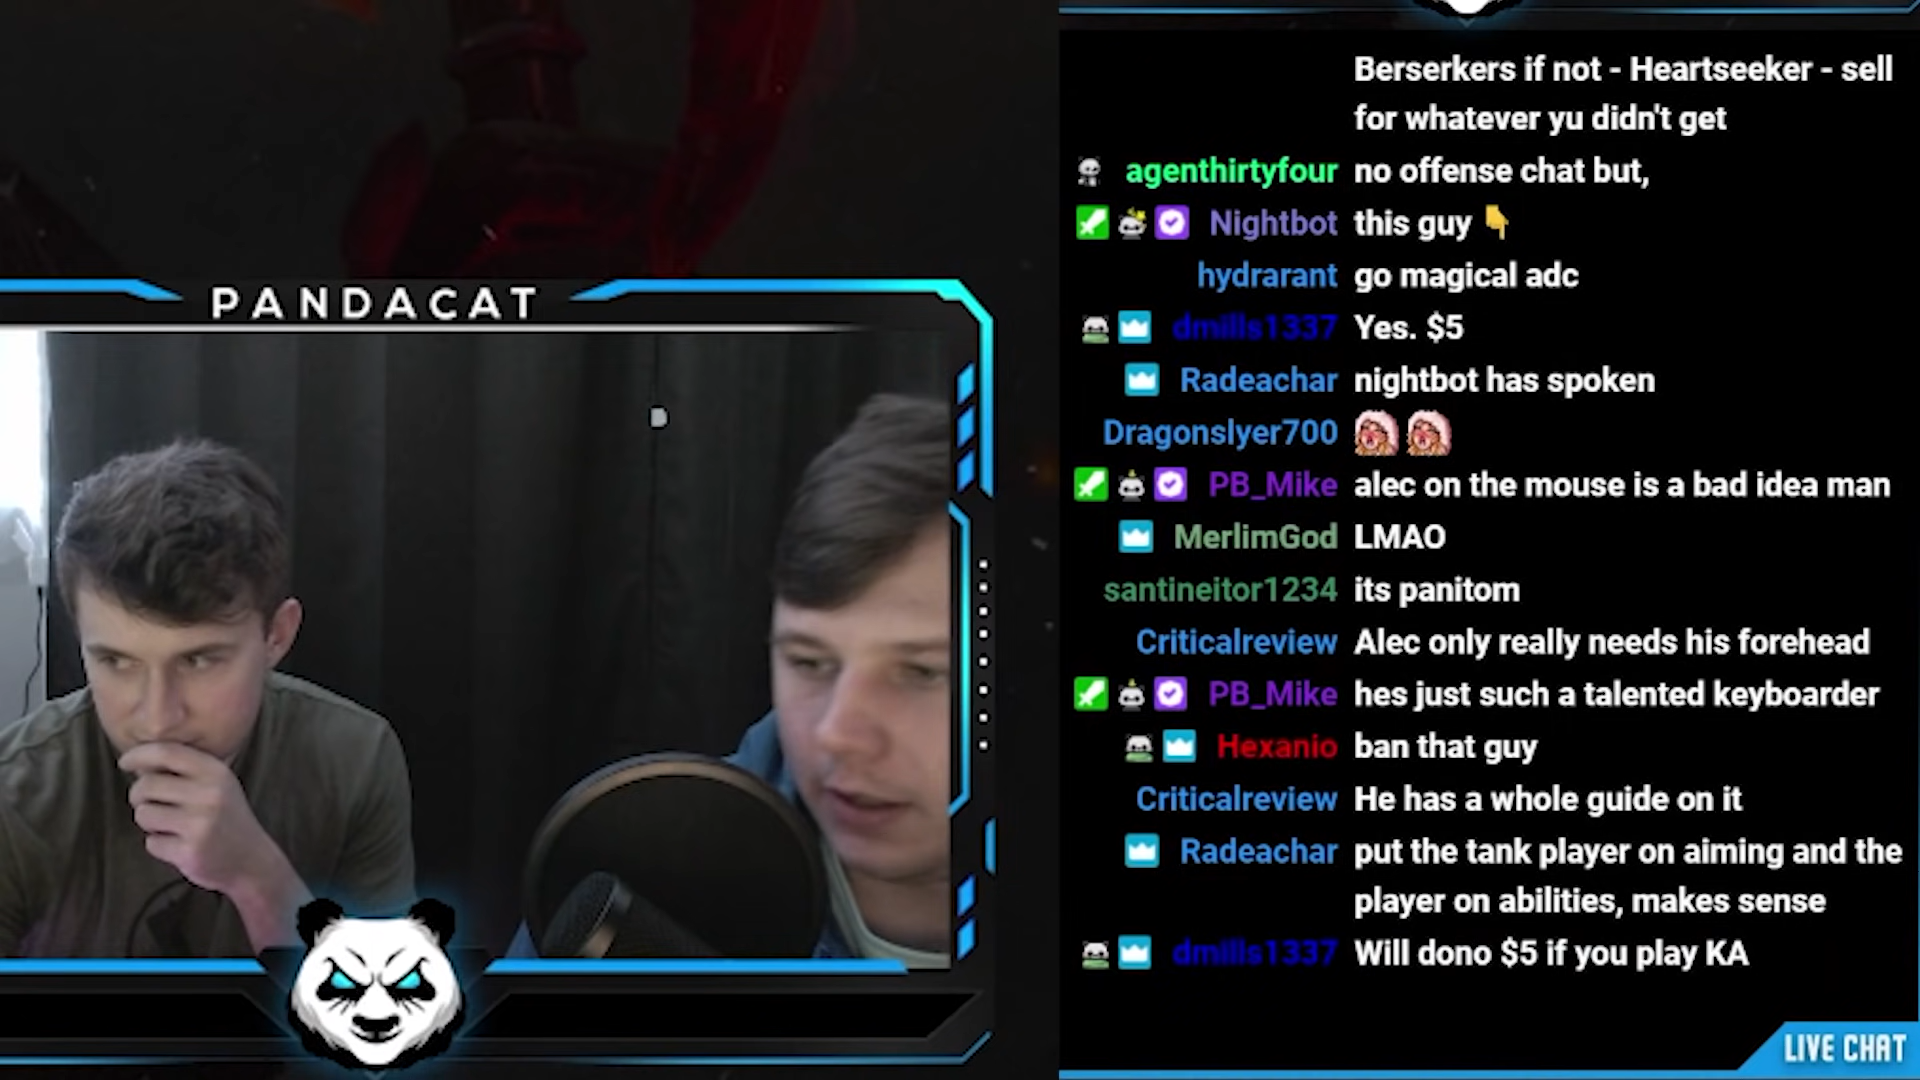 PANDACAT
Berserkers if not - Heartseeker - sell
for whatever yu didn't get
agenthirtyfour no offense chat but,
Nightbot this guy 👇
hydrarant go magical adc
dmills1337 Yes. $5
Radeachar nightbot has spoken
Dragonslyer700
PB_Mike alec on the mouse is a bad idea man
MerlimGod LMAO
santineitor1234 its panitom
Criticalreview Alec only really needs his forehead
PB_Mike hes just such a talented keyboarder
Hexanio ban that guy
Criticalreview He has a whole guide on it
Radeachar put the tank player on aiming and the
player on abilities, makes sense
dmills1337 Will dono $5 if you play KA
LIVE CHAT